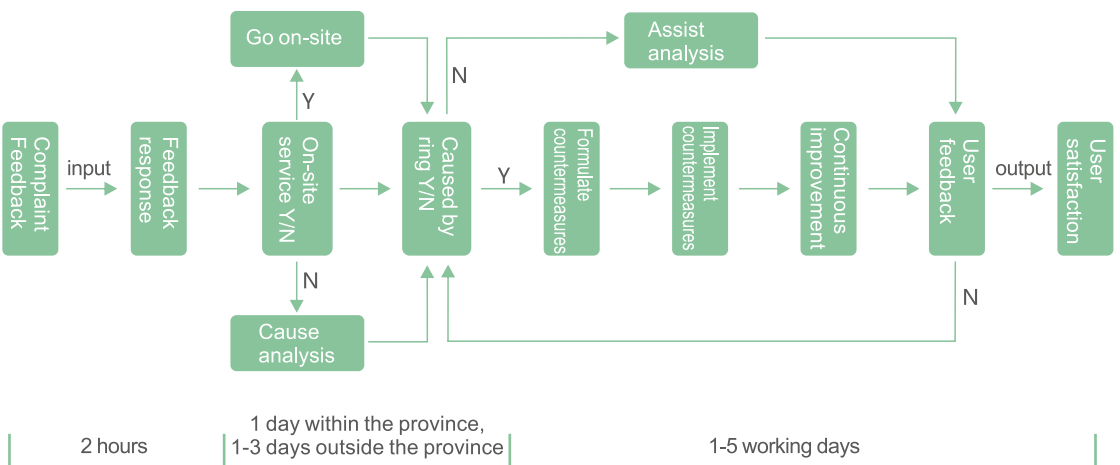 Go on-site
Assist
analysis
N
Y
Complaint
Feedback
input
Feedback
response
On-site
service Y/N
Caused by
ring Y/N
Y
Formulate
countermeasures
Implement
countermeasures
Continuous
improvement
User
feedback
output
User
satisfaction
N
N
Cause
analysis
2 hours
1 day within the province,
1-3 days outside the province
1-5 working days